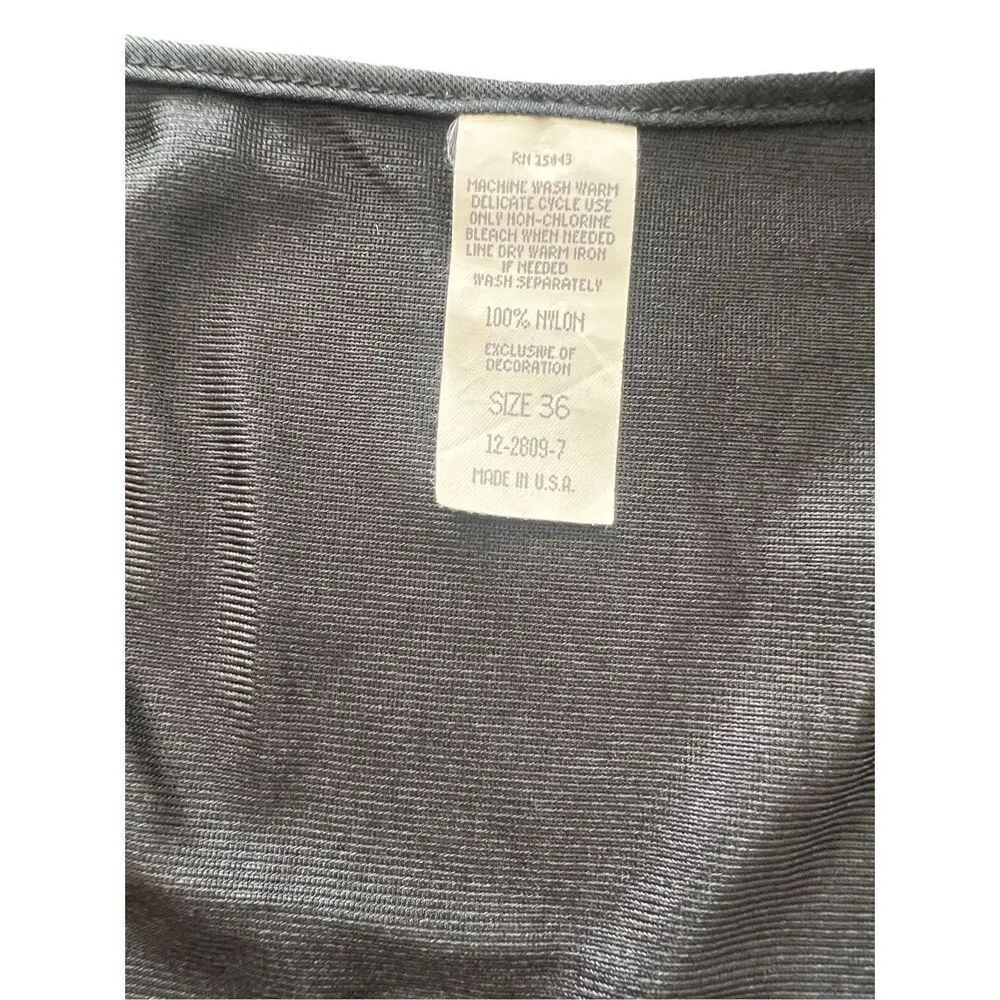 RN 15443
MACHINE WASH WARM
DELICATE CYCLE USE
ONLY NON-CHLORINE
BLEACH WHEN NEEDED
LINE DRY WARM IRON
IF NEEDED
WASH SEPARATELY
100% NYLON
EXCLUSIVE OF
DECORATION
SIZE 36
12-2809-7
MADE IN U.S.A.